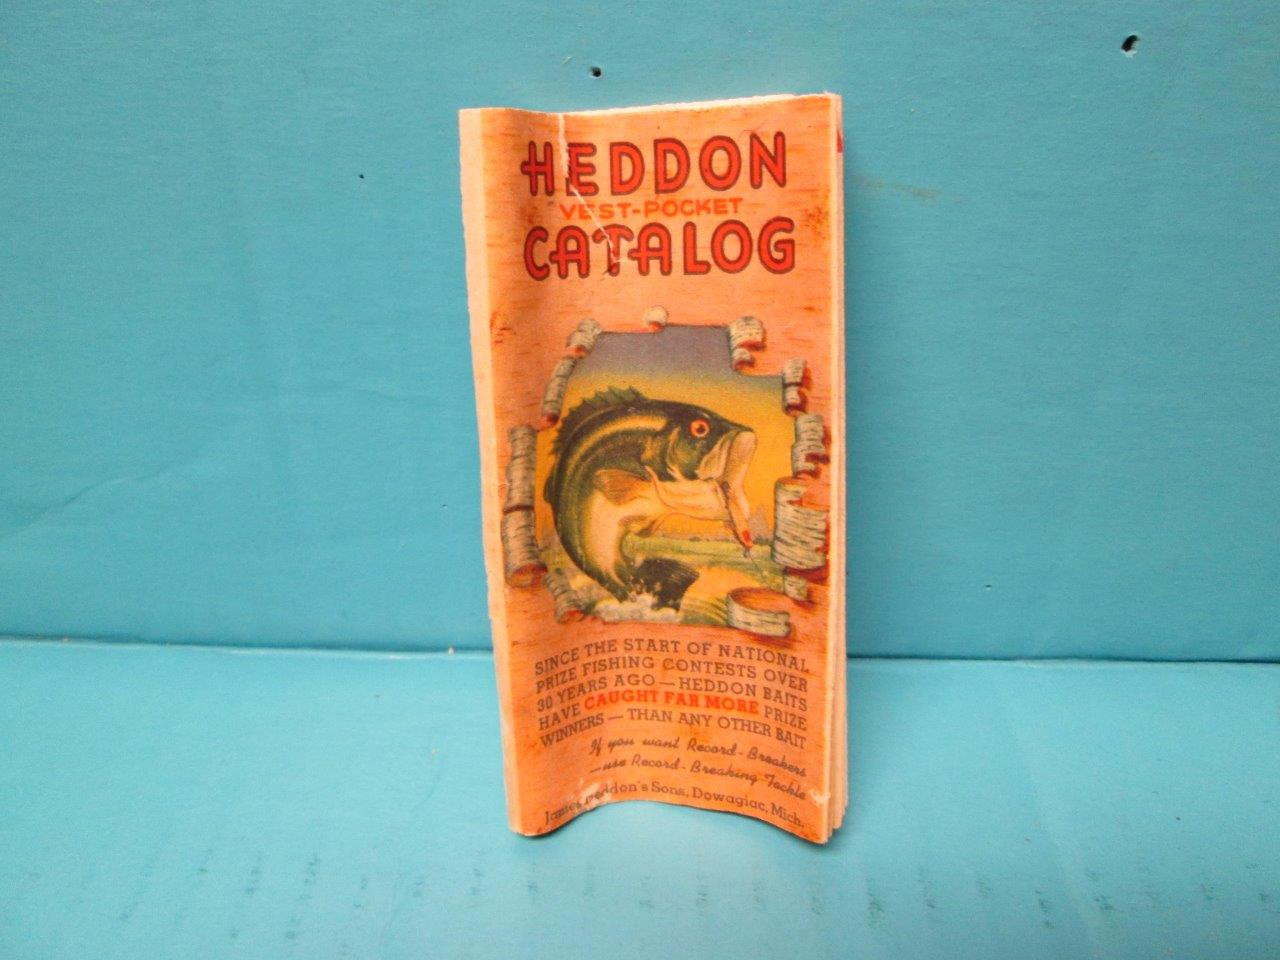 HEDDON
VEST-POCKET
CATALOG
SINCE THE START OF NATIONAL
PRIZE FISHING CONTESTS OVER
30 YEARS AGO — HEDDON BAITS
HAVE CAUGHT FAR MORE PRIZE
WINNERS — THAN ANY OTHER BAIT
If you want Record-Breakers
—use Record-Breaking Tackle
James Heddon's Sons, Dowagiac, Mich.